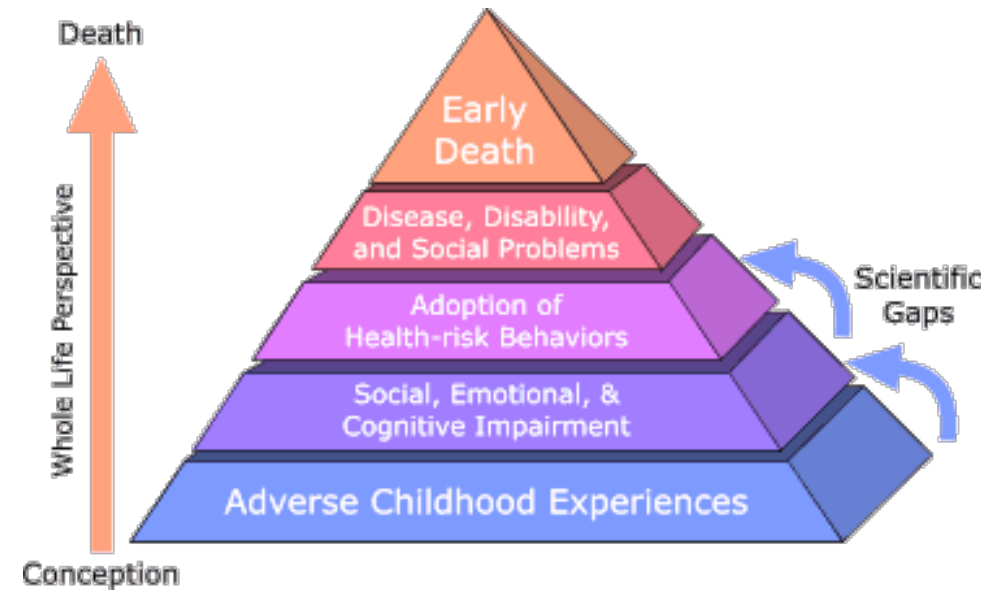 Death
Early
Death
Disease, Disability,
and Social Problems
Adoption of
Health-risk Behaviors
Social, Emotional, &
Cognitive Impairment
Adverse Childhood Experiences
Scientific
Gaps
Whole Life Perspective
Conception